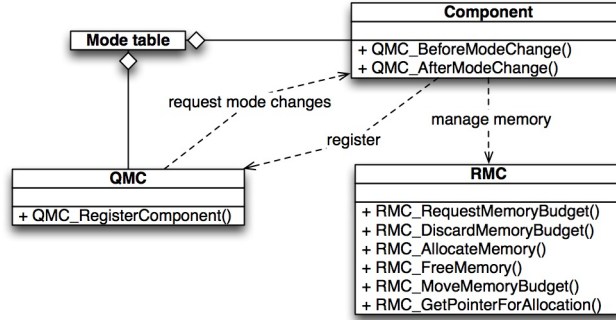 Component
Mode table
+ QMC_BeforeModeChange()
+ QMC_AfterModeChange()
request mode changes
manage memory
register
QMC
RMC
+ QMC_RegisterComponent()
+ RMC_RequestMemoryBudget()
+ RMC_DiscardMemoryBudget()
+ RMC_AllocateMemory()
+ RMC_FreeMemory()
+ RMC_MoveMemoryBudget()
+ RMC_GetPointerForAllocation()